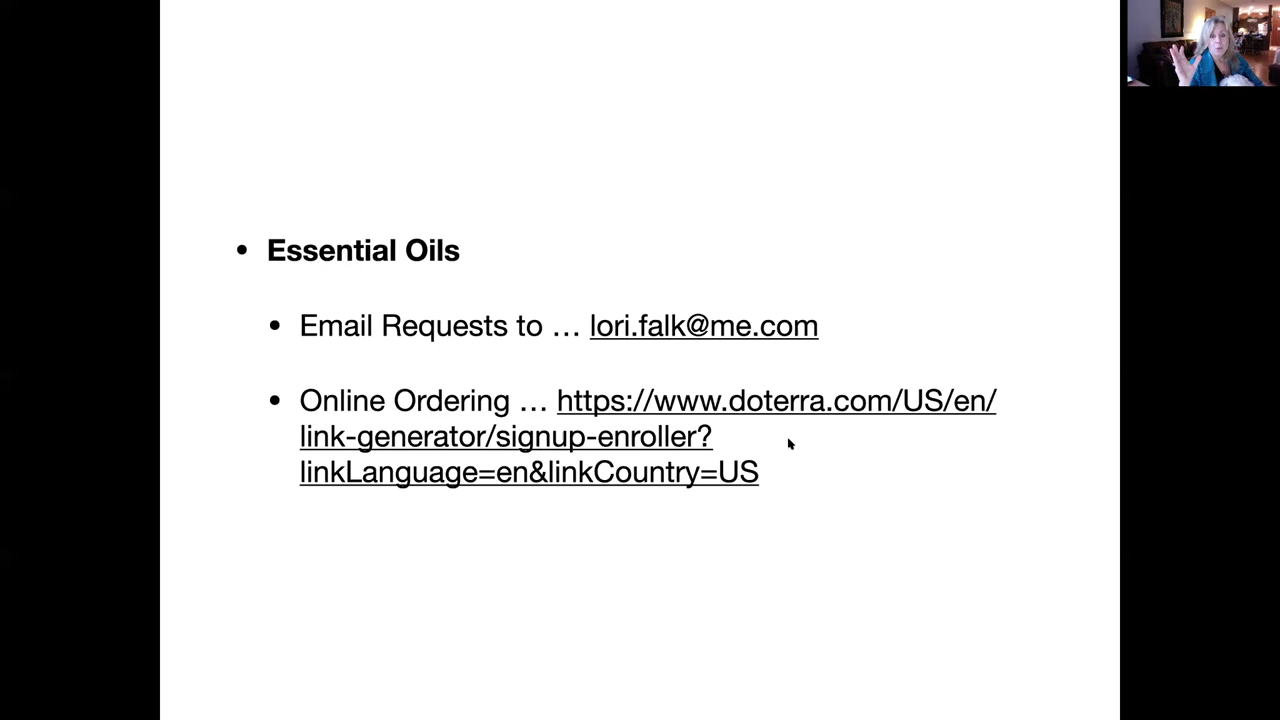 • Essential Oils
• Email Requests to … lori.falk@me.com
• Online Ordering … https://www.doterra.com/US/en/
link-generator/signup-enroller?
linkLanguage=en&linkCountry=US